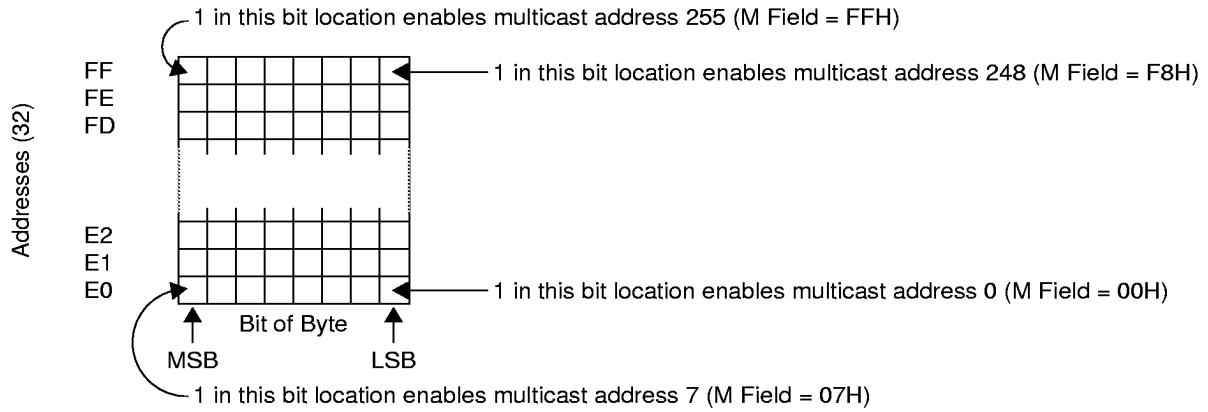 1 in this bit location enables multicast address 255 (M Field = FFH)
FF
1 in this bit location enables multicast address 248 (M Field = F8H)
FE
FD
Addresses (32)
E2
E1
E0
1 in this bit location enables multicast address 0 (M Field = 00H)
Bit of Byte
MSB
LSB
1 in this bit location enables multicast address 7 (M Field = 07H)